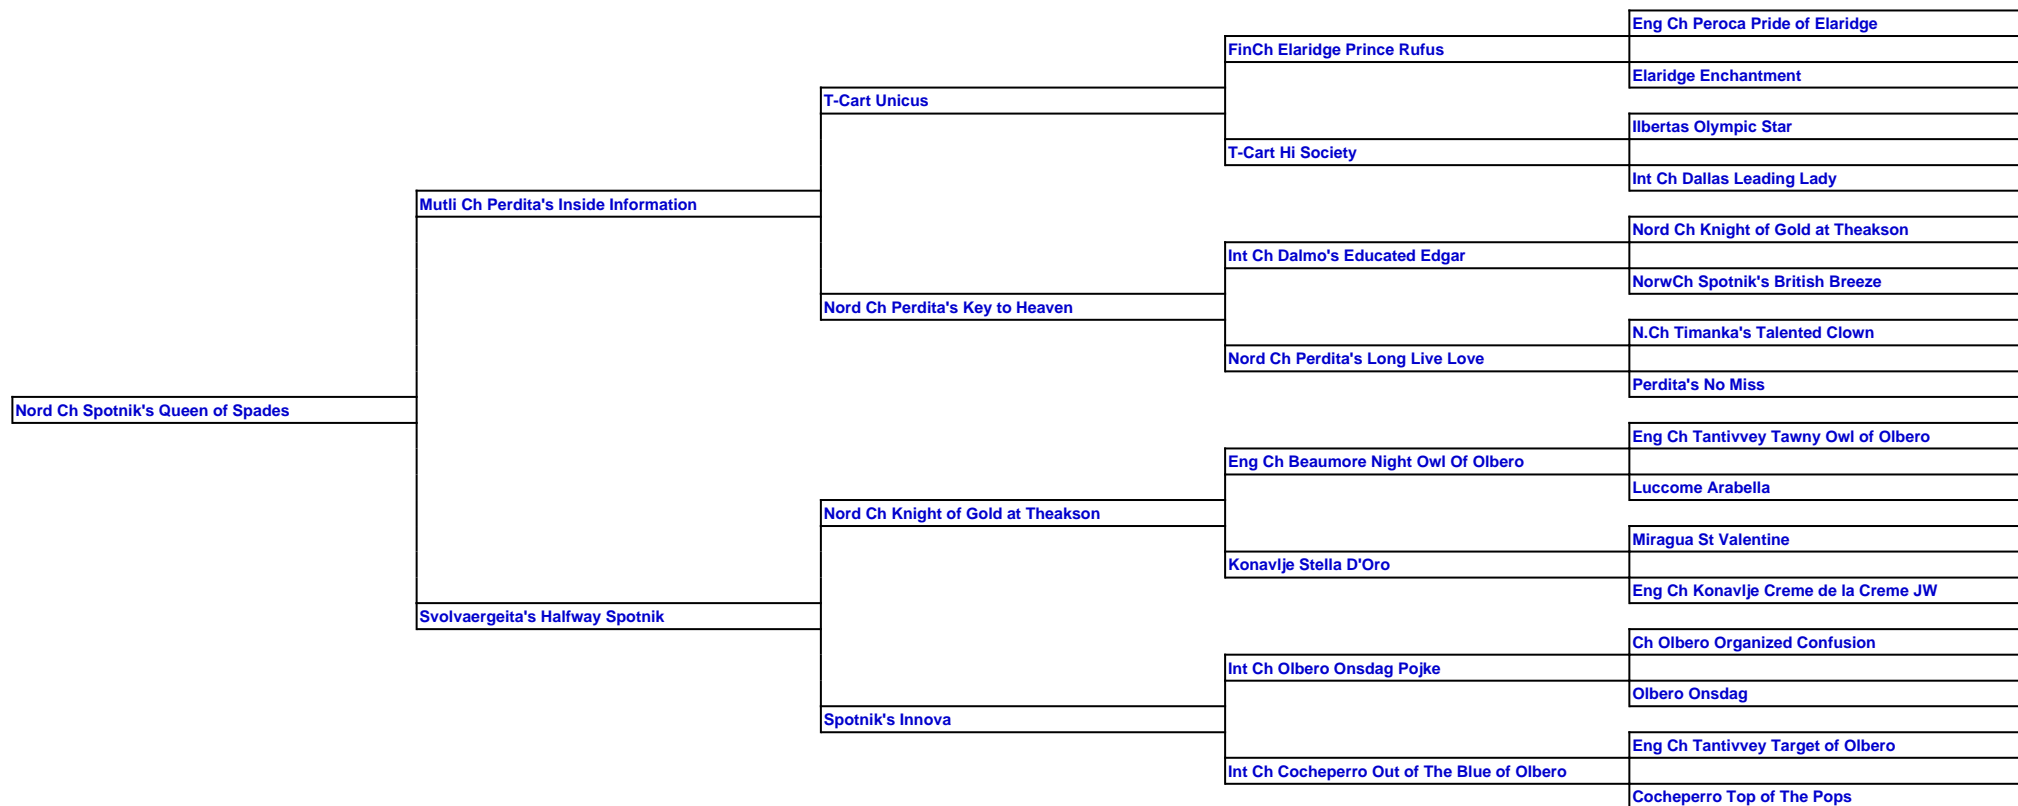 Eng Ch Peroca Pride of Elaridge
FinCh Elaridge Prince Rufus
Elaridge Enchantment
T-Cart Unicus
Ilbertas Olympic Star
T-Cart Hi Society
Int Ch Dallas Leading Lady
Mutli Ch Perdita's Inside Information
Nord Ch Knight of Gold at Theakson
Int Ch Dalmo's Educated Edgar
NorwCh Spotnik's British Breeze
Nord Ch Perdita's Key to Heaven
N.Ch Timanka's Talented Clown
Nord Ch Perdita's Long Live Love
Perdita's No Miss
Nord Ch Spotnik's Queen of Spades
Eng Ch Tantivvey Tawny Owl of Olbero
Eng Ch Beaumore Night Owl Of Olbero
Luccome Arabella
Nord Ch Knight of Gold at Theakson
Miragua St Valentine
Konavlje Stella D'Oro
Eng Ch Konavlje Creme de la Creme JW
Svolvaergeita's Halfway Spotnik
Ch Olbero Organized Confusion
Int Ch Olbero Onsdag Pojke
Olbero Onsdag
Spotnik's Innova
Eng Ch Tantivvey Target of Olbero
Int Ch Cocheperro Out of The Blue of Olbero
Cocheperro Top of The Pops